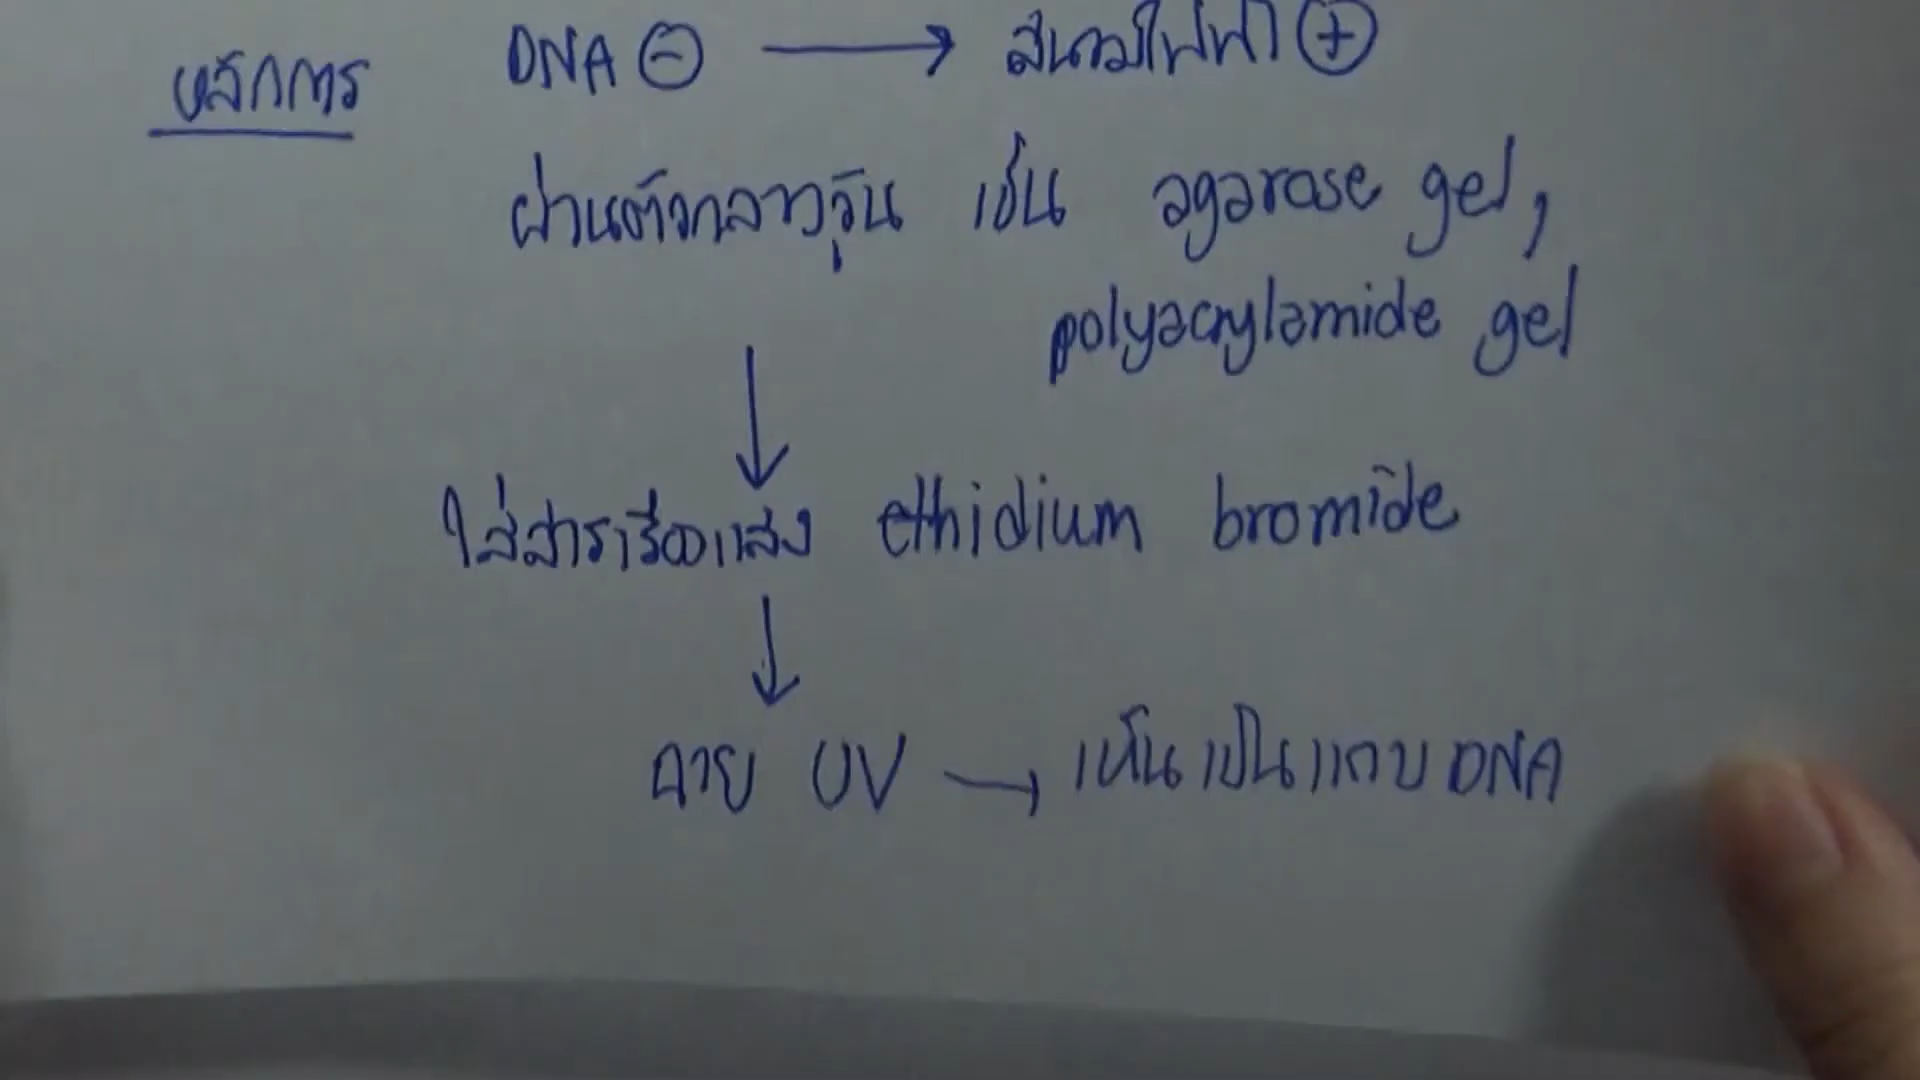 หลักการ DNA ⊖ → สนามไฟฟ้า ⊕
ผ่านตัวกลางวุ้น เช่น agarose gel,
polyacrylamide gel
↓
ใส่สารเรืองแสง ethidium bromide
↓
ฉาย UV → เห็นเป็นแถบ DNA